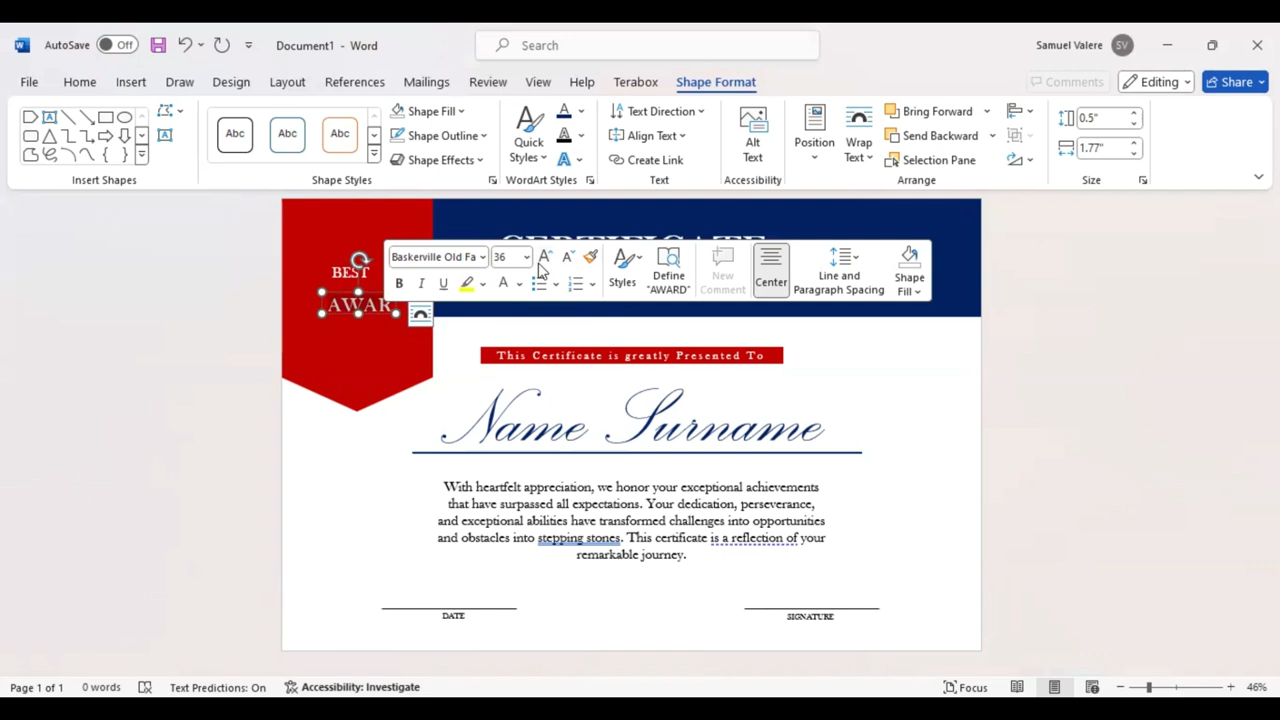 AutoSave Off Document1 - Word Search Samuel Valere SV
File Home Insert Draw Design Layout References Mailings Review View Help Terabox Shape Format Comments Editing Share
Abc Abc Abc
Shape Fill
Shape Outline
Shape Effects
Quick Styles
Text Direction
Align Text
Create Link
Alt Text
Position
Wrap Text
Bring Forward
Send Backward
Selection Pane
0.5"
1.77"
Insert Shapes Shape Styles WordArt Styles Text Accessibility Arrange Size
CERTIFICATE
Baskerville Old Fa 36
B I U A
Styles
Define "AWARD"
New Comment
Center
Line and Paragraph Spacing
Shape Fill
BEST
AWAR
This Certificate is greatly Presented To
Name Surname
With heartfelt appreciation, we honor your exceptional achievements
that have surpassed all expectations. Your dedication, perseverance,
and exceptional abilities have transformed challenges into opportunities
and obstacles into stepping stones. This certificate is a reflection of your
remarkable journey.
DATE SIGNATURE
Page 1 of 1 0 words Text Predictions: On Accessibility: Investigate Focus 46%